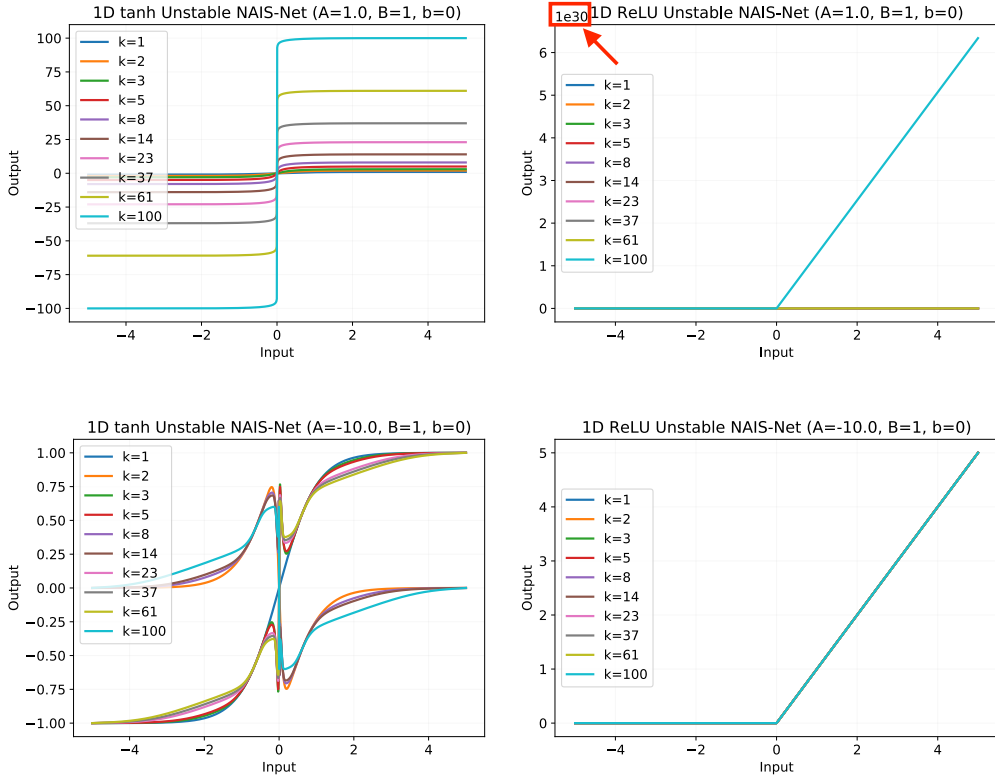 1D tanh Unstable NAIS-Net (A=1.0, B=1, b=0)
100
75
50
25
0
−25
−50
−75
−100
Output
k=1
k=2
k=3
k=5
k=8
k=14
k=23
k=37
k=61
k=100
−4
−2
0
2
4
Input
1D ReLU Unstable NAIS-Net (A=1.0, B=1, b=0)
1e30
6
5
4
3
2
1
0
Output
k=1
k=2
k=3
k=5
k=8
k=14
k=23
k=37
k=61
k=100
−4
−2
0
2
4
Input
1D tanh Unstable NAIS-Net (A=-10.0, B=1, b=0)
1.00
0.75
0.50
0.25
0.00
−0.25
−0.50
−0.75
−1.00
Output
k=1
k=2
k=3
k=5
k=8
k=14
k=23
k=37
k=61
k=100
−4
−2
0
2
4
Input
1D ReLU Unstable NAIS-Net (A=-10.0, B=1, b=0)
5
4
3
2
1
0
Output
k=1
k=2
k=3
k=5
k=8
k=14
k=23
k=37
k=61
k=100
−4
−2
0
2
4
Input